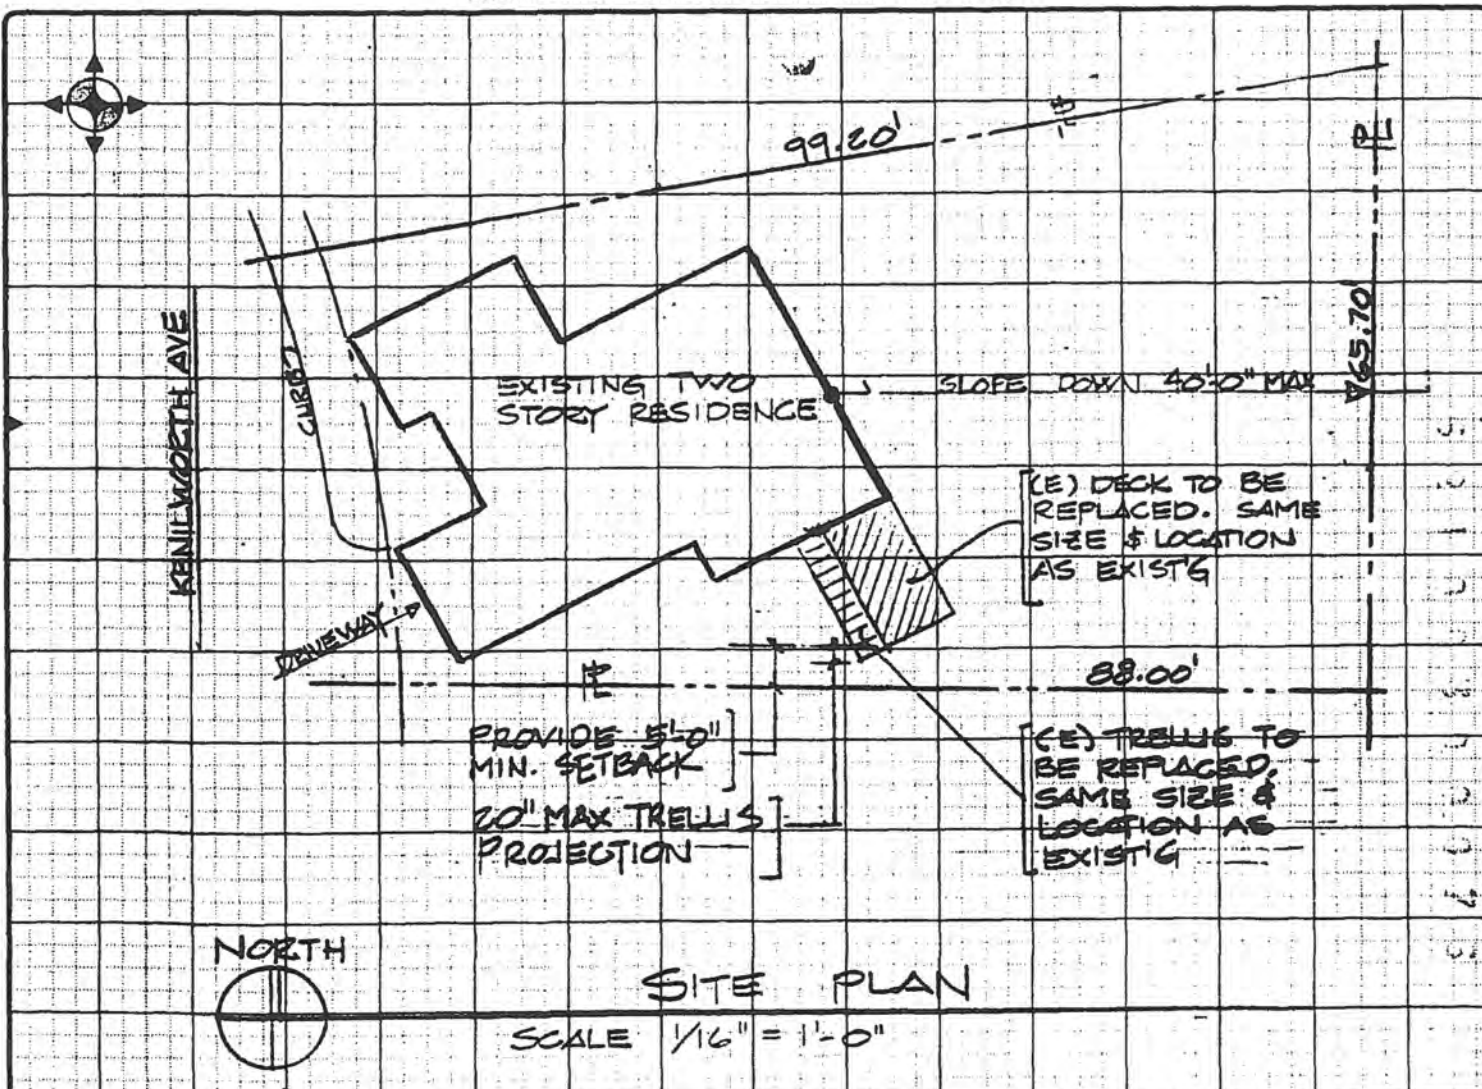 99.20'
PL
PL
65.70'
KENILWORTH AVE
CURB?
EXISTING TWO
STORY RESIDENCE
SLOPE DOWN 40'-0" MAX
(E) DECK TO BE
REPLACED. SAME
SIZE & LOCATION
AS EXIST'G
DRIVEWAY
PL
88.00'
PROVIDE 5'-0"
MIN. SETBACK
20" MAX TRELLIS
PROJECTION
(E) TRELLIS TO
BE REPLACED.
SAME SIZE &
LOCATION AS
EXIST'G
NORTH
SITE PLAN
SCALE 1/16" = 1'-0"